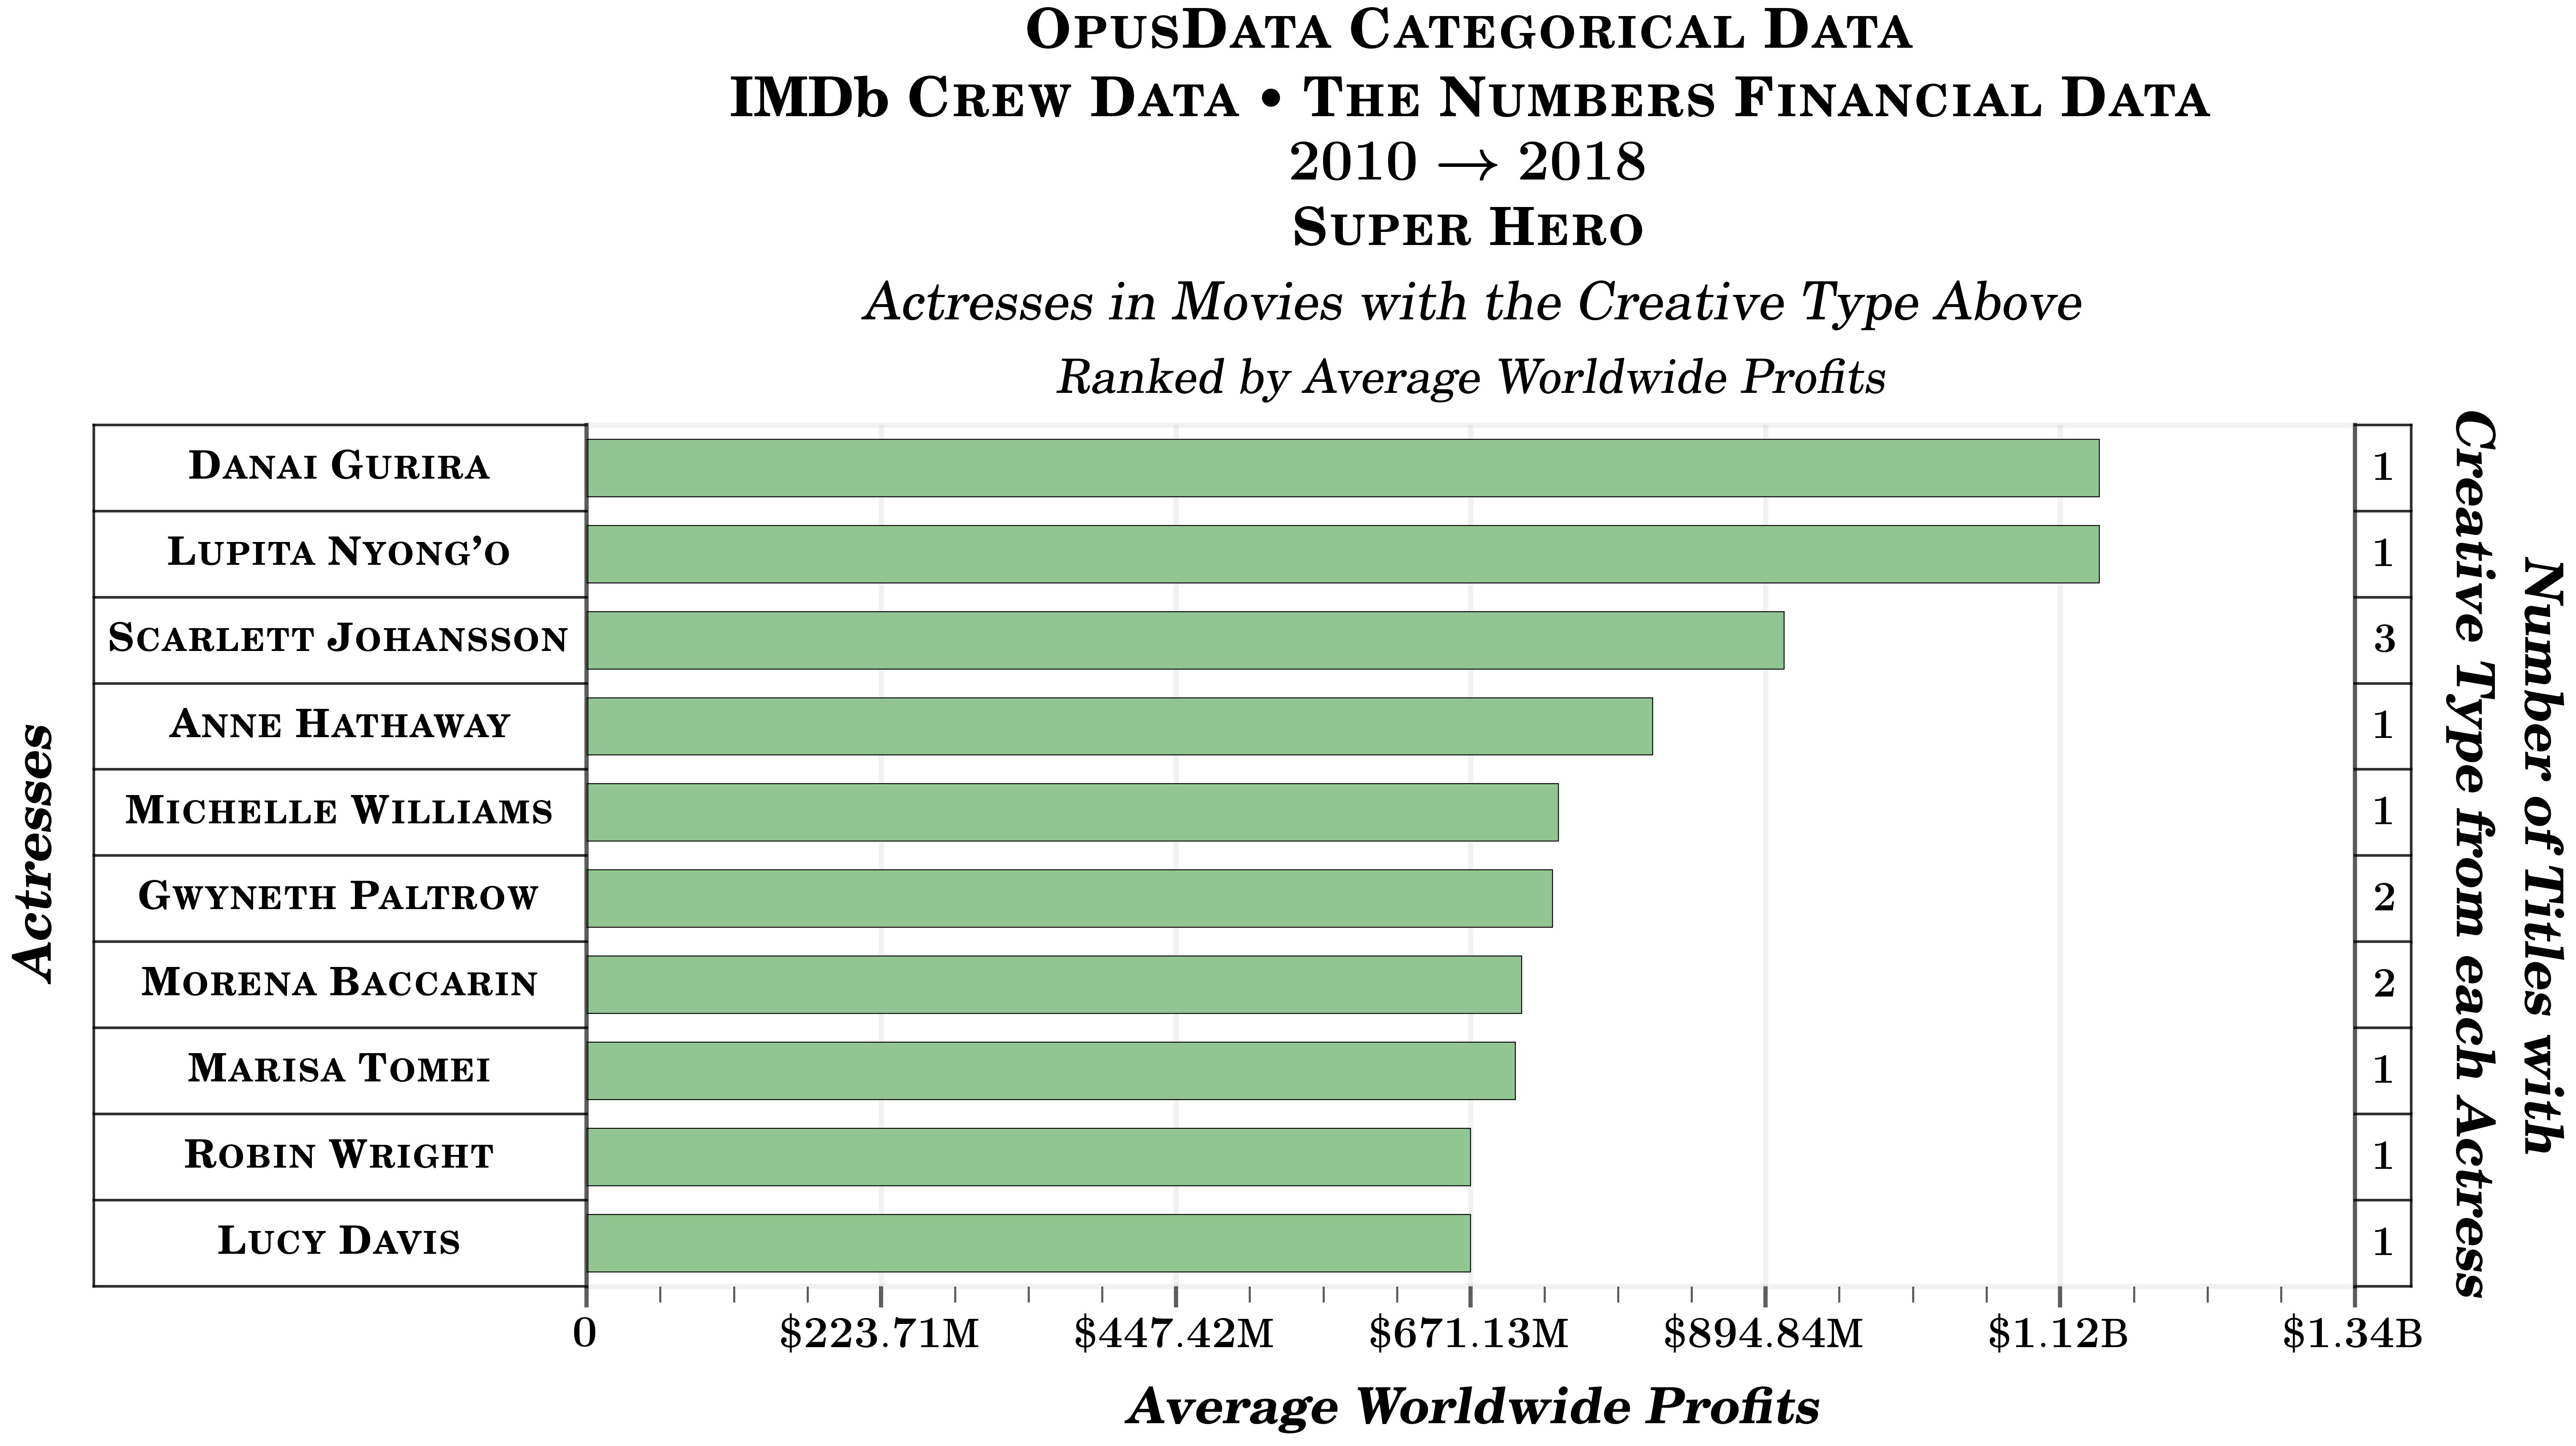 OpusData Categorical Data
IMDb Crew Data • The Numbers Financial Data
2010 → 2018
Super Hero
Actresses in Movies with the Creative Type Above
Ranked by Average Worldwide Profits
Actresses
Danai Gurira
1
Lupita Nyong’o
1
Scarlett Johansson
3
Anne Hathaway
1
Michelle Williams
1
Gwyneth Paltrow
2
Morena Baccarin
2
Marisa Tomei
1
Robin Wright
1
Lucy Davis
1
Number of Titles with
Creative Type from each Actress
0 $223.71M $447.42M $671.13M $894.84M $1.12B $1.34B
Average Worldwide Profits